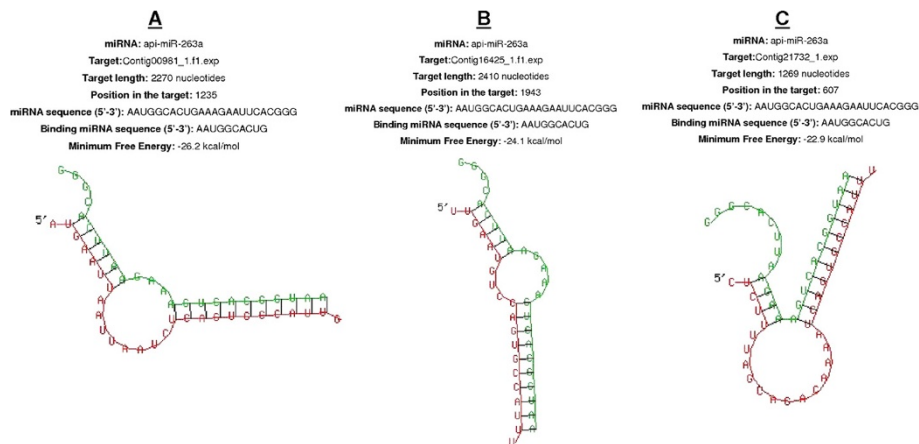 A
miRNA: api-miR-263a
Target:Contig00981_1.f1.exp
Target length: 2270 nucleotides
Position in the target: 1235
miRNA sequence (5'-3'): AAUGGCACUGAAAGAAUUCACGGG
Binding miRNA sequence (5'-3'): AAUGGCACUG
Minimum Free Energy: -26.2 kcal/mol
5'
B
miRNA: api-miR-263a
Target:Contig16425_1.f1.exp
Target length: 2410 nucleotides
Position in the target: 1943
miRNA sequence (5'-3'): AAUGGCACUGAAAGAAUUCACGGG
Binding miRNA sequence (5'-3'): AAUGGCACUG
Minimum Free Energy: -24.1 kcal/mol
5'
C
miRNA: api-miR-263a
Target:Contig21732_1.exp
Target length: 1269 nucleotides
Position in the target: 607
miRNA sequence (5'-3'): AAUGGCACUGAAAGAAUUCACGGG
Binding miRNA sequence (5'-3'): AAUGGCACUG
Minimum Free Energy: -22.9 kcal/mol
5'